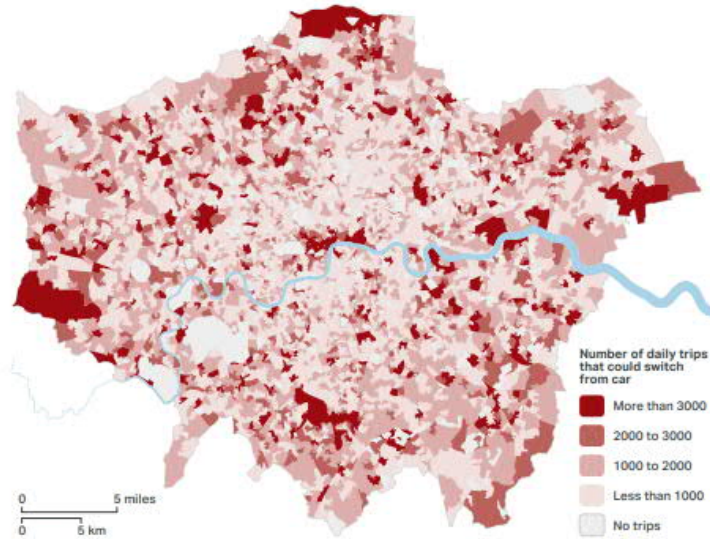 Number of daily trips
that could switch
from car
More than 3000
2000 to 3000
1000 to 2000
Less than 1000
No trips
0 5 miles
0 5 km